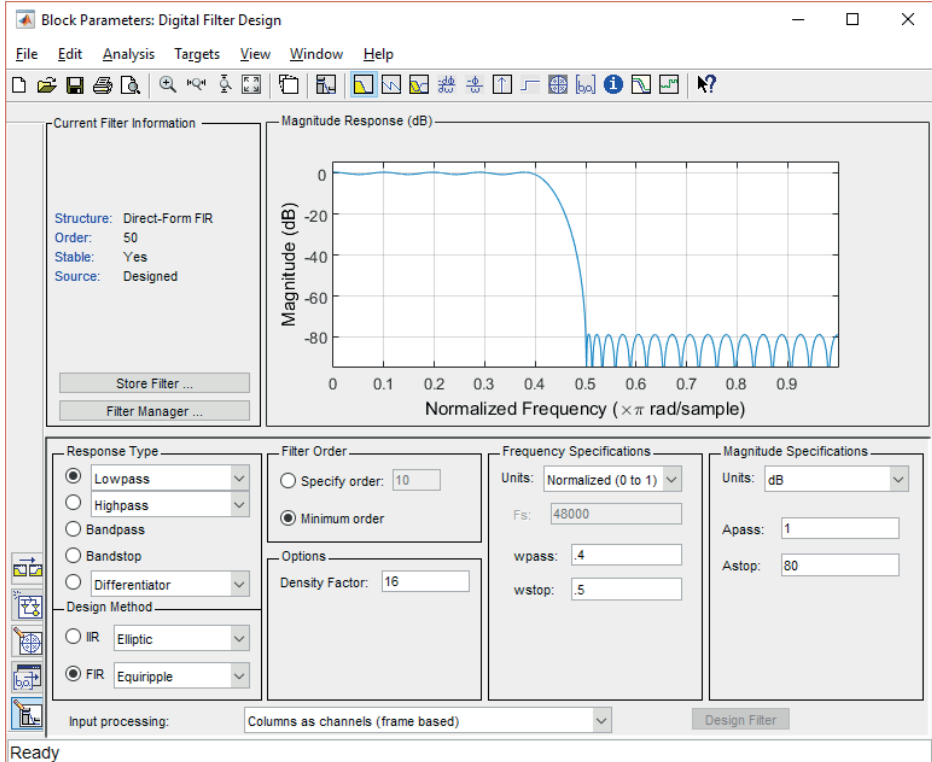 Block Parameters: Digital Filter Design
File Edit Analysis Targets View Window Help
Current Filter Information
Structure: Direct-Form FIR
Order: 50
Stable: Yes
Source: Designed
Store Filter ...
Filter Manager ...
Magnitude Response (dB)
Magnitude (dB)
0
-20
-40
-60
-80
0 0.1 0.2 0.3 0.4 0.5 0.6 0.7 0.8 0.9
Normalized Frequency (×π rad/sample)
Response Type
Lowpass
Highpass
Bandpass
Bandstop
Differentiator
Design Method
IIR Elliptic
FIR Equiripple
Filter Order
Specify order: 10
Minimum order
Options
Density Factor: 16
Frequency Specifications
Units: Normalized (0 to 1)
Fs: 48000
wpass: .4
wstop: .5
Magnitude Specifications
Units: dB
Apass: 1
Astop: 80
Input processing: Columns as channels (frame based)
Design Filter
Ready